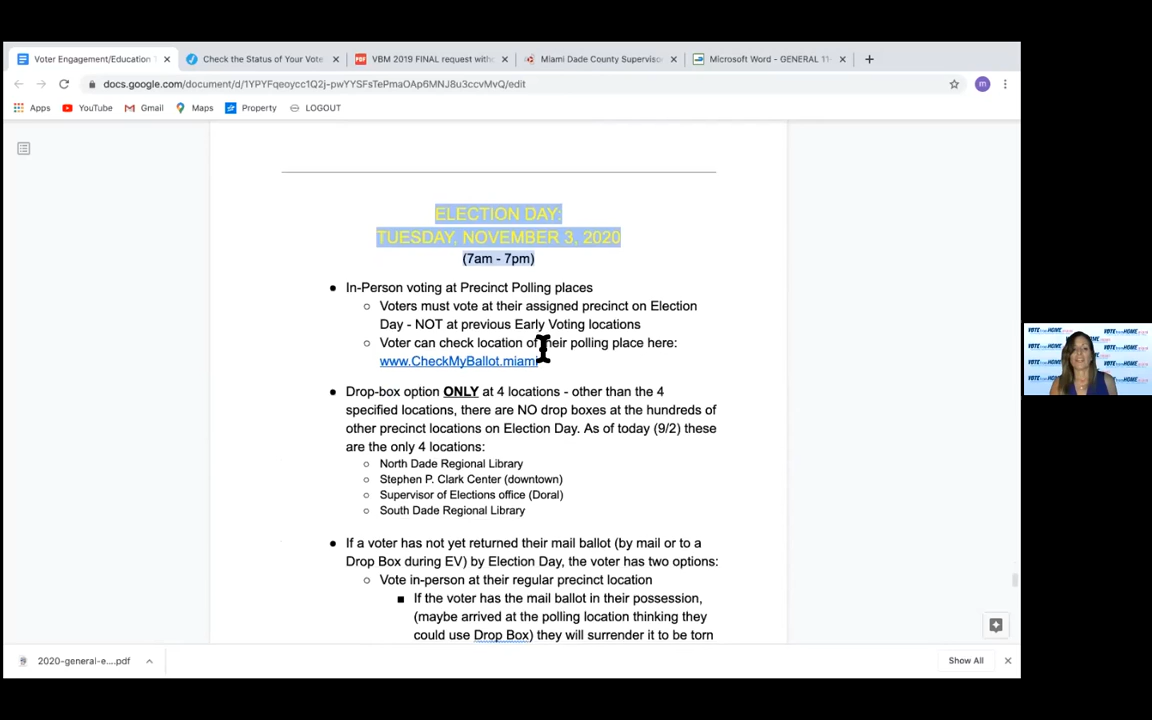 Voter Engagement/Education
Check the Status of Your Vote
VBM 2019 FINAL request with
Miami Dade County Superviso
Microsoft Word - GENERAL 11
docs.google.com/document/d/1YPYFqeoycc1Q2j-pwYYSFsTePmaOAp6MNJ8u3ccvMvQ/edit
m
Apps YouTube Gmail Maps Property LOGOUT
ELECTION DAY:
TUESDAY, NOVEMBER 3, 2020
(7am - 7pm)
● In-Person voting at Precinct Polling places
○ Voters must vote at their assigned precinct on Election
Day - NOT at previous Early Voting locations
○ Voter can check location of their polling place here:
www.CheckMyBallot.miami
● Drop-box option ONLY at 4 locations - other than the 4
specified locations, there are NO drop boxes at the hundreds of
other precinct locations on Election Day. As of today (9/2) these
are the only 4 locations:
○ North Dade Regional Library
○ Stephen P. Clark Center (downtown)
○ Supervisor of Elections office (Doral)
○ South Dade Regional Library
● If a voter has not yet returned their mail ballot (by mail or to a
Drop Box during EV) by Election Day, the voter has two options:
○ Vote in-person at their regular precinct location
■ If the voter has the mail ballot in their possession,
(maybe arrived at the polling location thinking they
could use Drop Box) they will surrender it to be torn
2020-general-e....pdf
Show All